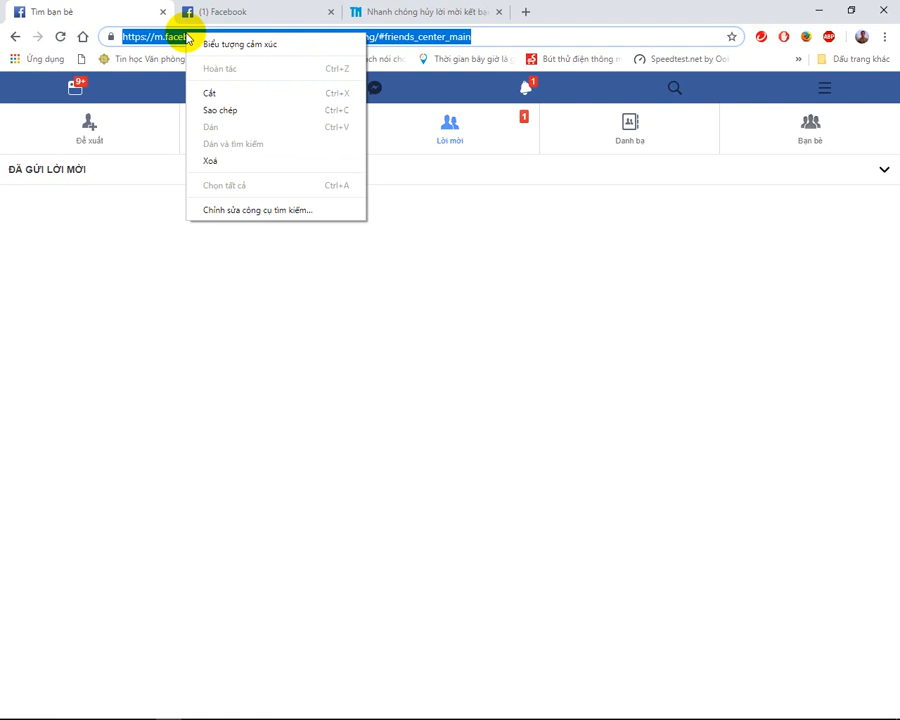 Tìm bạn bè
(1) Facebook
Nhanh chóng hủy lời mời kết bạ
https://m.faceb
ng/#friends_center_main
ABP
Ứng dụng
Tin học Văn phòng
ch nói chu
Thời gian bây giờ là g
Bút thử điện thông m
Speedtest.net by Ook
»
Dấu trang khác
Biểu tượng cảm xúc
Hoàn tác Ctrl+Z
Cắt Ctrl+X
Sao chép Ctrl+C
Dán Ctrl+V
Dán và tìm kiếm
Xoá
Chọn tất cả Ctrl+A
Chỉnh sửa công cụ tìm kiếm...
9+
1
Đề xuất
Lời mời
1
Danh bạ
Bạn bè
ĐÃ GỬI LỜI MỜI